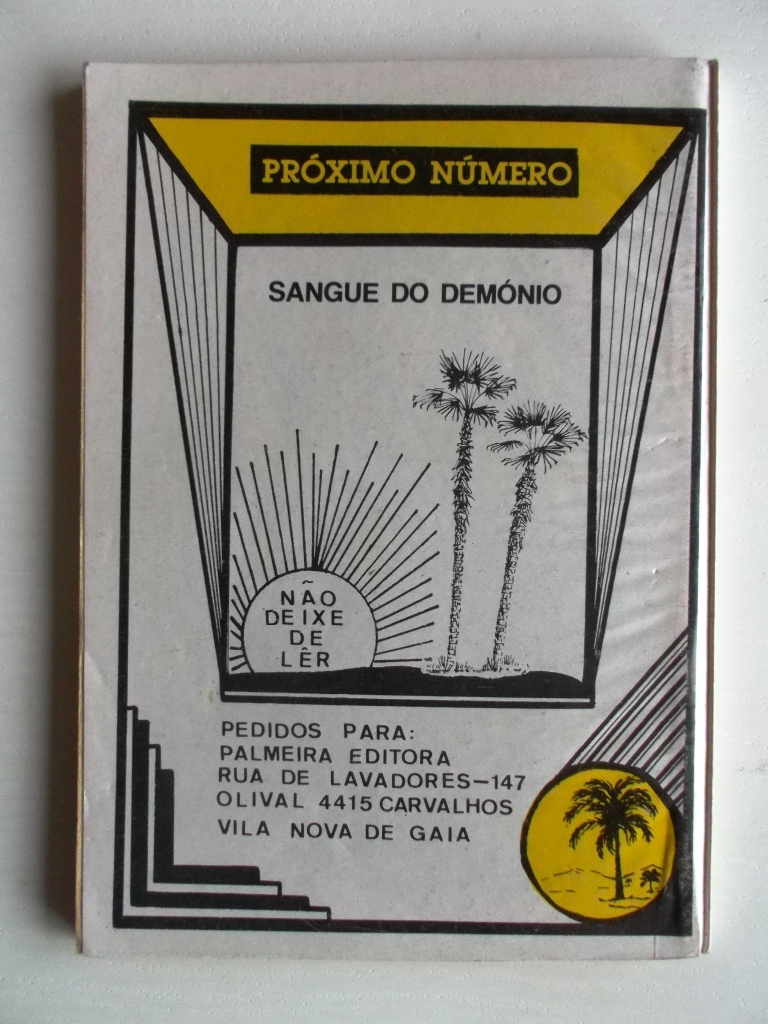 PRÓXIMO NÚMERO
SANGUE DO DEMÓNIO
NÃO
DEIXE
DE
LÊR
PEDIDOS PARA:
PALMEIRA EDITORA
RUA DE LAVADORES-147
OLIVAL 4415 CARVALHOS
VILA NOVA DE GAIA